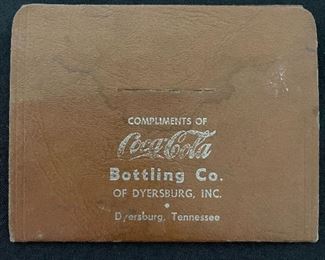 COMPLIMENTS OF
Coca-Cola
Bottling Co.
OF DYERSBURG, INC.
•
Dyersburg, Tennessee